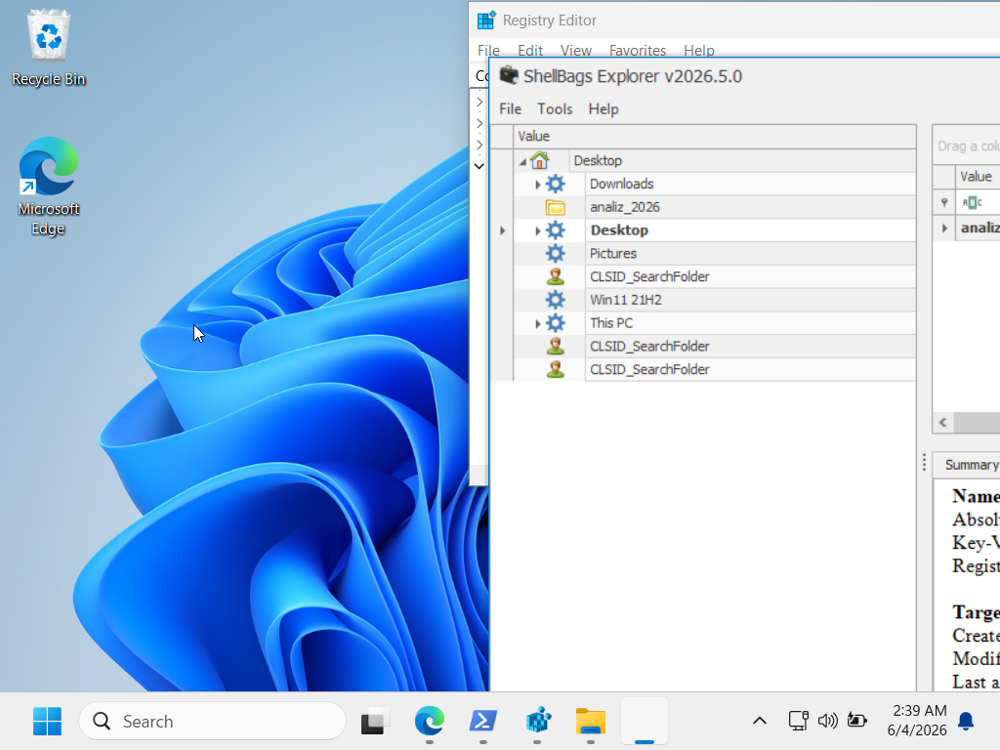 Recycle Bin
Microsoft
Edge
Registry Editor
File Edit View Favorites Help
Co
ShellBags Explorer v2026.5.0
File Tools Help
Value
Desktop
Downloads
analiz_2026
Desktop
Pictures
CLSID_SearchFolder
Win11 21H2
This PC
CLSID_SearchFolder
CLSID_SearchFolder
Drag a colu
Value
ABC
analiz
Summary
Name
Absolu
Key-V
Regist
Targe
Create
Modif
Last a
Search
2:39 AM
6/4/2026